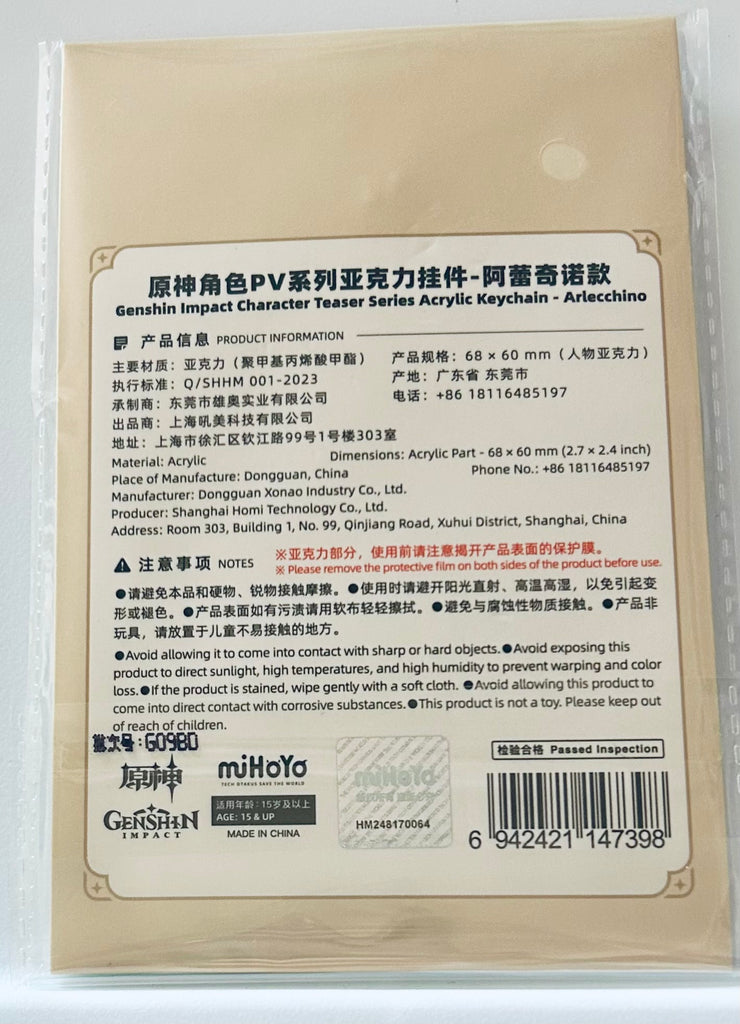 原神角色PV系列亚克力挂件-阿蕾奇诺款
Genshin Impact Character Teaser Series Acrylic Keychain - Arlecchino
产品信息 PRODUCT INFORMATION
主要材质：亚克力（聚甲基丙烯酸甲酯）
产品规格：68 × 60 mm（人物亚克力）
执行标准：Q/SHHM 001-2023
产地：广东省 东莞市
承制商：东莞市雄奥实业有限公司
电话：+86 18116485197
出品商：上海吼美科技有限公司
地址：上海市徐汇区钦江路99号1号楼303室
Material: Acrylic
Dimensions: Acrylic Part - 68 × 60 mm (2.7 × 2.4 inch)
Place of Manufacture: Dongguan, China
Phone No.: +86 18116485197
Manufacturer: Dongguan Xonao Industry Co., Ltd.
Producer: Shanghai Homi Technology Co., Ltd.
Address: Room 303, Building 1, No. 99, Qinjiang Road, Xuhui District, Shanghai, China
注意事项 NOTES
※亚克力部分，使用前请注意揭开产品表面的保护膜。
※ Please remove the protective film on both sides of the product before use.
●请避免本品和硬物、锐物接触摩擦。●使用时请避开阳光直射、高温高湿，以免引起变
形或褪色。●产品表面如有污渍请用软布轻轻擦拭。●避免与腐蚀性物质接触。●产品非
玩具，请放置于儿童不易接触的地方。
●Avoid allowing it to come into contact with sharp or hard objects.●Avoid exposing this
product to direct sunlight, high temperatures, and high humidity to prevent warping and color
loss.●If the product is stained, wipe gently with a soft cloth. ●Avoid allowing this product to
come into direct contact with corrosive substances.●This product is not a toy. Please keep out
of reach of children.
批次号:G09BD
原神
GENSHIN
IMPACT
miHoYo
TECH OTAKUS SAVE THE WORLD
适用年龄：15岁及以上
AGE: 15 & UP
MADE IN CHINA
miHoYo
HM248170064
检验合格 Passed Inspection
6 942421 147398